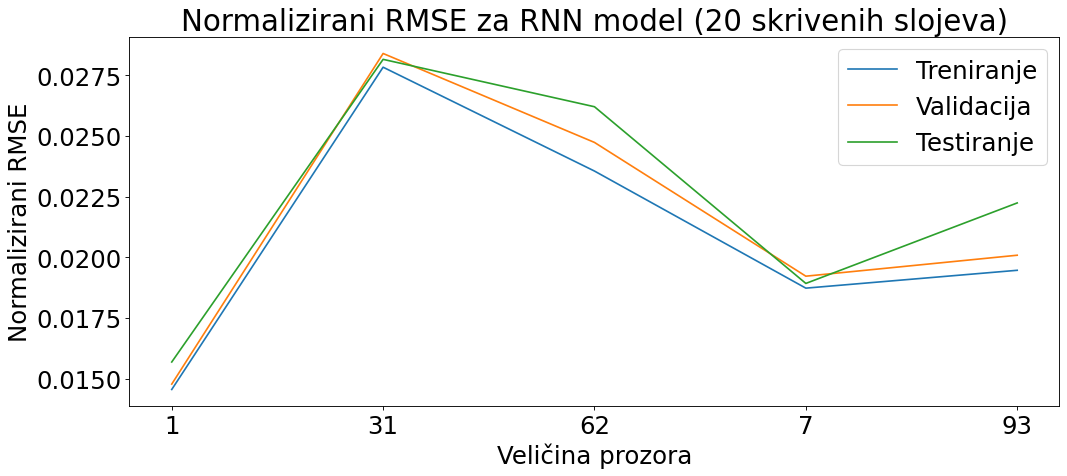 Normalizirani RMSE za RNN model (20 skrivenih slojeva)
Normalizirani RMSE
0.0275
0.0250
0.0225
0.0200
0.0175
0.0150
Treniranje
Validacija
Testiranje
1 31 62 7 93
Veličina prozora